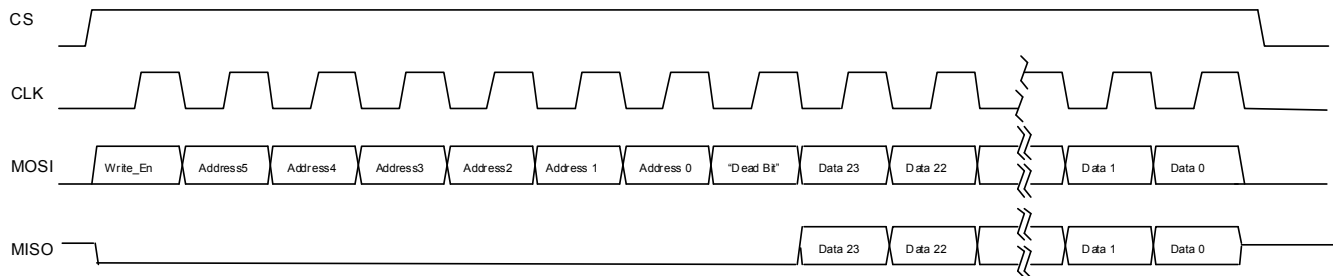 CS
CLK
MOSI Write_En Address5 Address4 Address3 Address2 Address 1 Address 0 "Dead Bit" Data 23 Data 22 Data 1 Data 0
MISO Data 23 Data 22 Data 1 Data 0